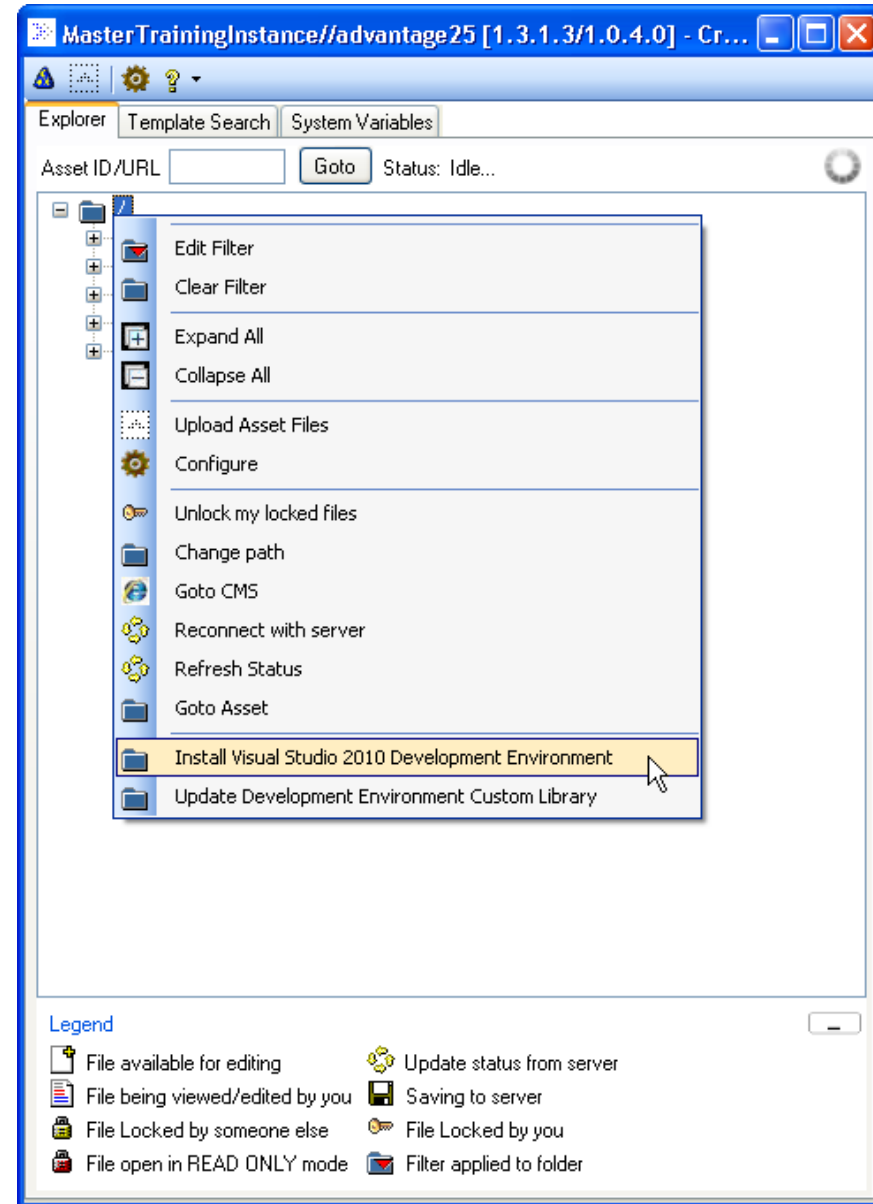 MasterTrainingInstance//advantage25 [1.3.1.3/1.0.4.0] - Cr...
Explorer Template Search System Variables
Asset ID/URL Goto Status: Idle...
/
Edit Filter
Clear Filter
Expand All
Collapse All
Upload Asset Files
Configure
Unlock my locked files
Change path
Goto CMS
Reconnect with server
Refresh Status
Goto Asset
Install Visual Studio 2010 Development Environment
Update Development Environment Custom Library
Legend
File available for editing Update status from server
File being viewed/edited by you Saving to server
File Locked by someone else File Locked by you
File open in READ ONLY mode Filter applied to folder